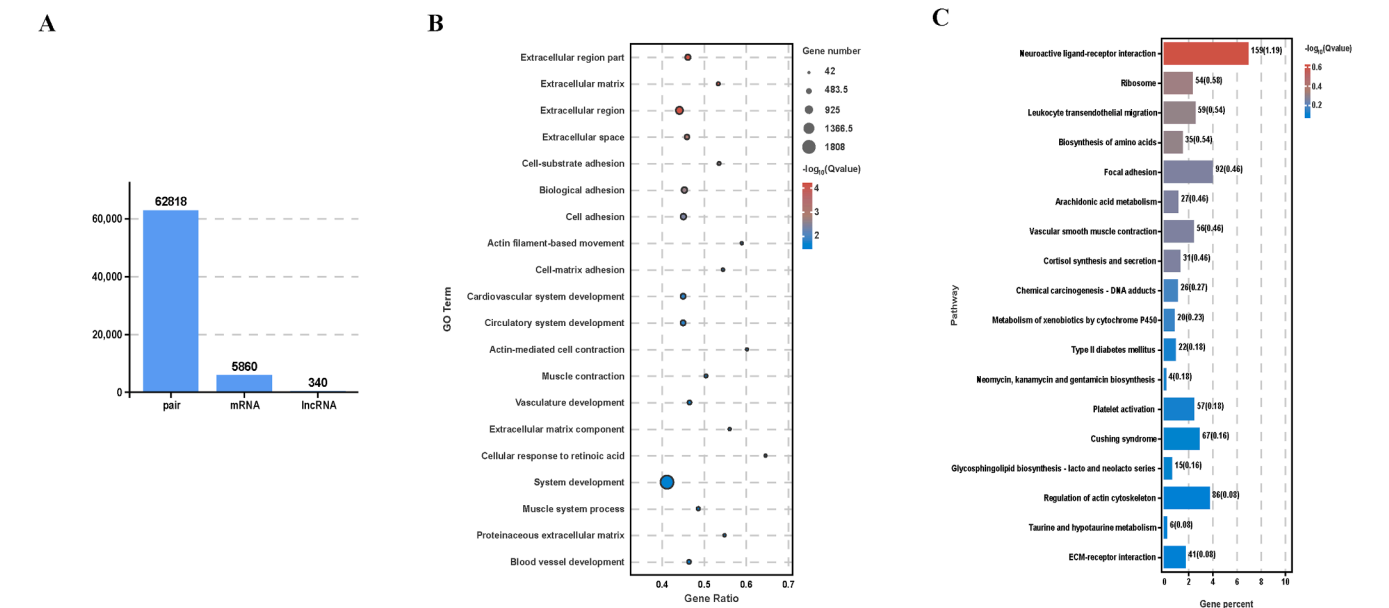 A
62818
60,000
40,000
20,000
5860
340
0
pair
mRNA
lncRNA
B
Extracellular region part
Extracellular matrix
Extracellular region
Extracellular space
Cell-substrate adhesion
Biological adhesion
Cell adhesion
Actin filament-based movement
Cell-matrix adhesion
Cardiovascular system development
Circulatory system development
Actin-mediated cell contraction
Muscle contraction
Vasculature development
Extracellular matrix component
Cellular response to retinoic acid
System development
Muscle system process
Proteinaceous extracellular matrix
Blood vessel development
GO Term
0.4
0.5
0.6
0.7
Gene Ratio
Gene number
42
483.5
925
1366.5
1808
-log10(Qvalue)
4
3
2
C
Neuroactive ligand-receptor interaction
159(1.19)
Ribosome
54(0.58)
Leukocyte transendothelial migration
59(0.54)
Biosynthesis of amino acids
35(0.54)
Focal adhesion
92(0.46)
Arachidonic acid metabolism
27(0.46)
Vascular smooth muscle contraction
56(0.46)
Cortisol synthesis and secretion
31(0.46)
Chemical carcinogenesis - DNA adducts
26(0.27)
Metabolism of xenobiotics by cytochrome P450
20(0.23)
Type II diabetes mellitus
22(0.18)
Neomycin, kanamycin and gentamicin biosynthesis
4(0.18)
Platelet activation
57(0.18)
Cushing syndrome
67(0.16)
Glycosphingolipid biosynthesis - lacto and neolacto series
15(0.16)
Regulation of actin cytoskeleton
86(0.08)
Taurine and hypotaurine metabolism
6(0.08)
ECM-receptor interaction
41(0.08)
Pathway
0
2
4
6
8
10
Gene percent
-log10(Qvalue)
0.6
0.4
0.2